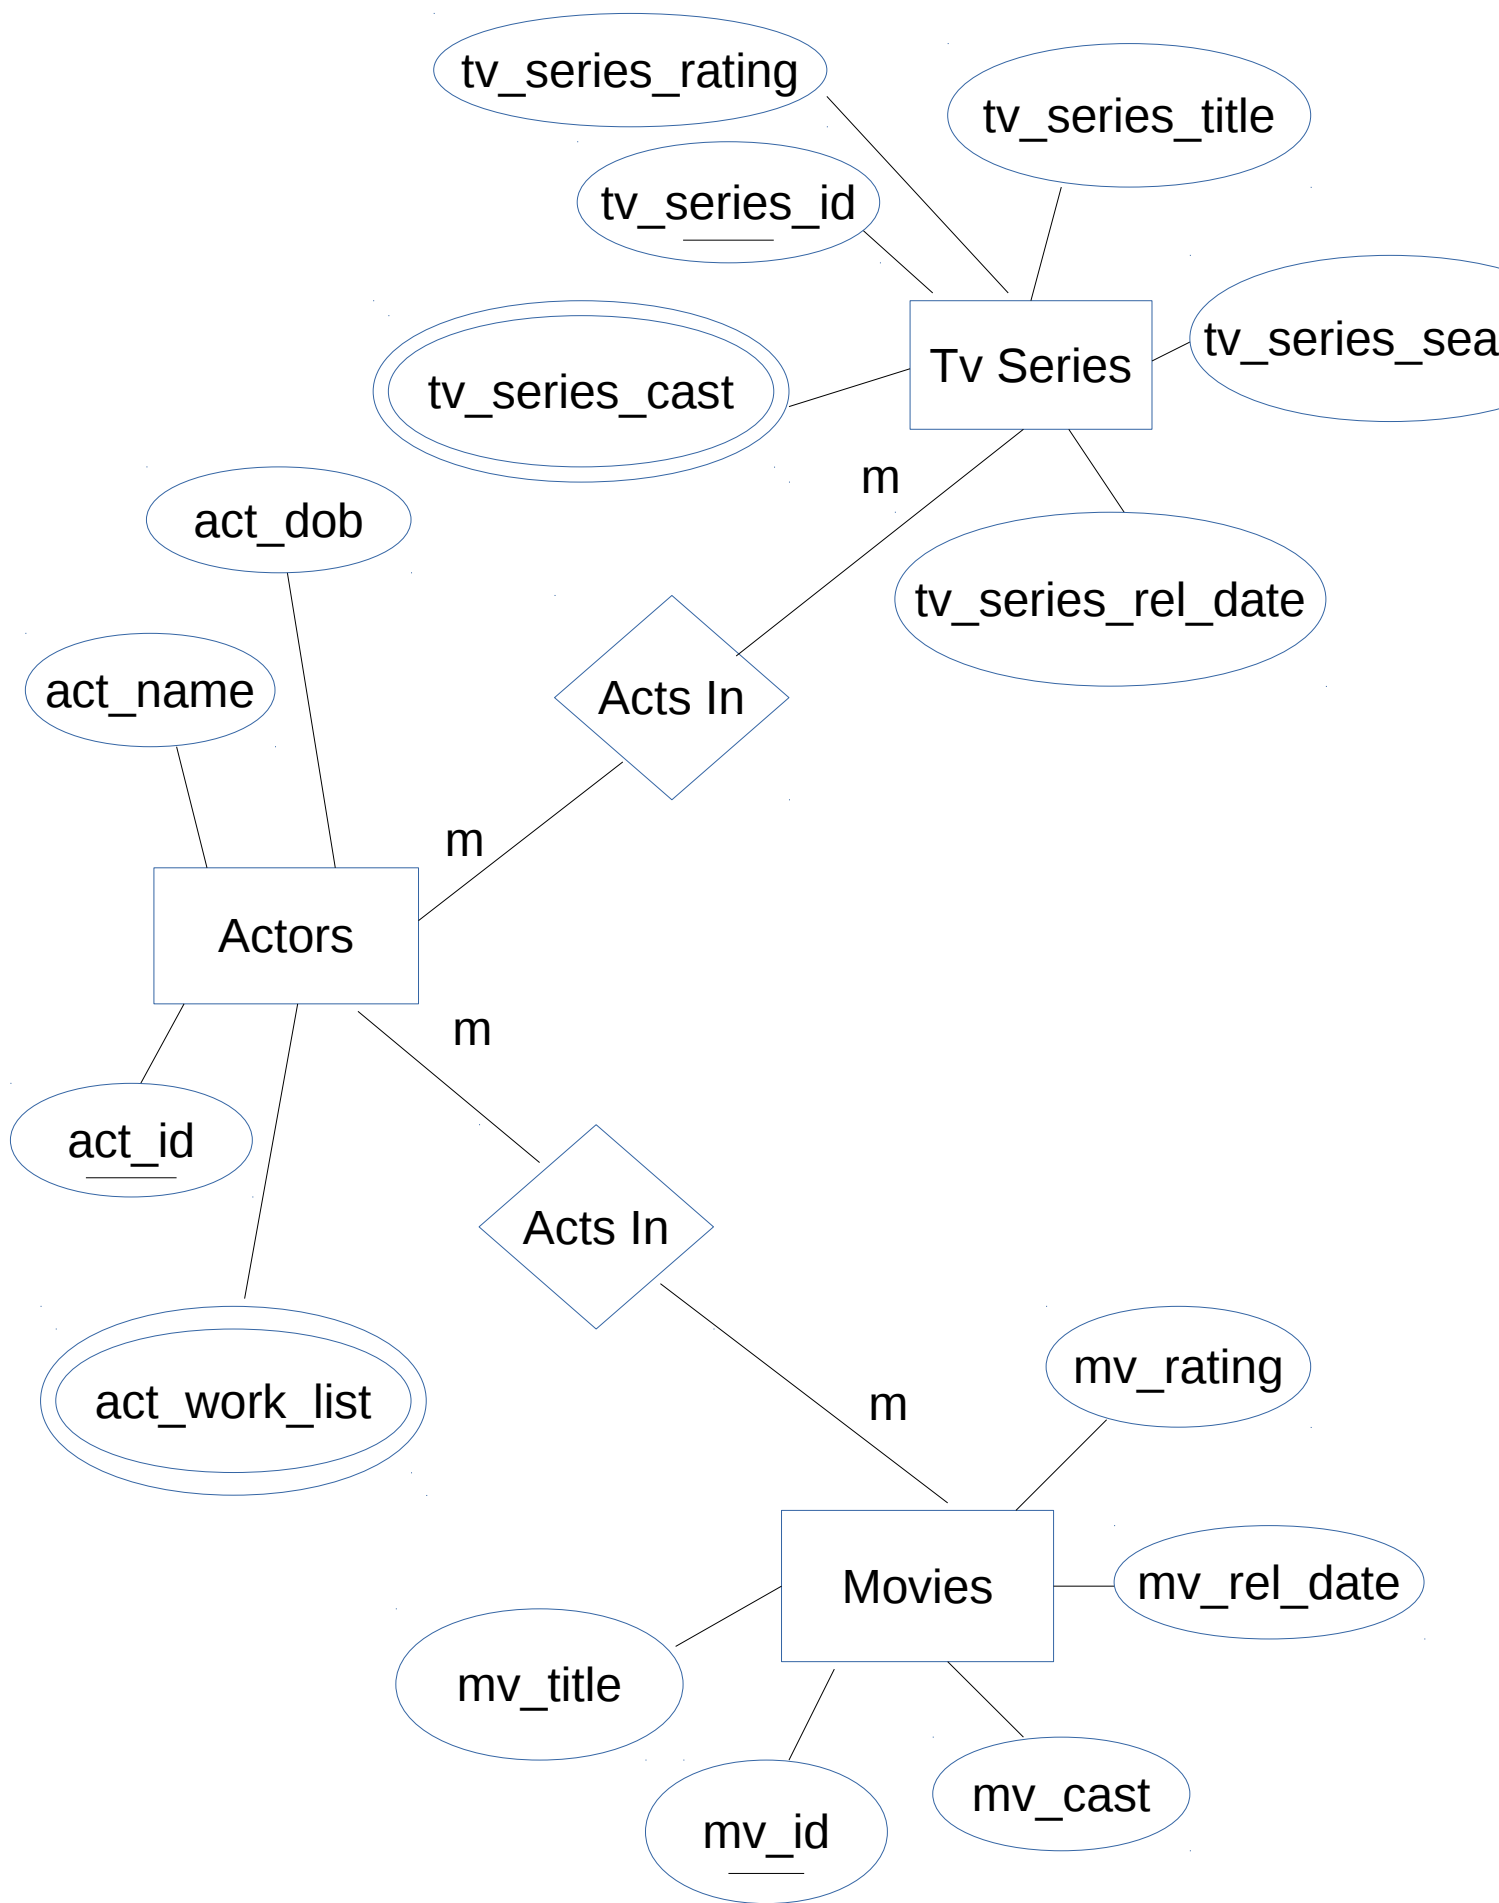 tv_series_rating
tv_series_title
tv_series_id
tv_series_sea
Tv Series
tv_series_cast
m
act_dob
tv_series_rel_date
act_name
Acts In
m
Actors
m
act_id
Acts In
mv_rating
act_work_list
m
Movies
mv_rel_date
mv_title
mv_cast
mv_id